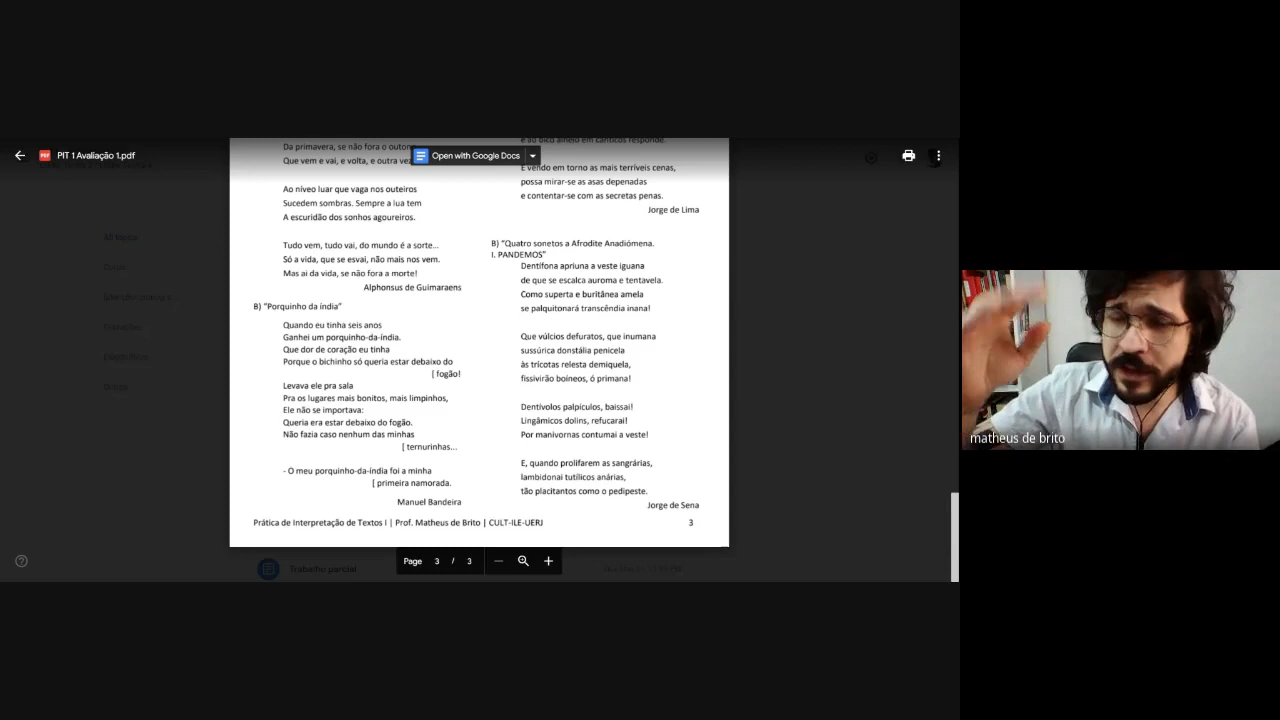 PIT 1 Avaliação 1.pdf
Open with Google Docs
Da primavera, se não fora o outono
Que vem e vai, e volta, e outra vez
Ao níveo luar que vaga nos outeiros
Sucedem sombras. Sempre a lua tem
A escuridão dos sonhos agoureiros.
Tudo vem, tudo vai, do mundo é a sorte...
Só a vida, que se esvai, não mais nos vem.
Mas ai da vida, se não fora a morte!
Alphonsus de Guimaraens
B) "Porquinho da índia"
Quando eu tinha seis anos
Ganhei um porquinho-da-índia.
Que dor de coração eu tinha
Porque o bichinho só queria estar debaixo do
[ fogão!
Levava ele pra sala
Pra os lugares mais bonitos, mais limpinhos,
Ele não se importava:
Queria era estar debaixo do fogão.
Não fazia caso nenhum das minhas
[ ternurinhas...
- O meu porquinho-da-índia foi a minha
[ primeira namorada.
Manuel Bandeira
E vendo em torno as mais terríveis cenas,
possa mirar-se as asas depenadas
e contentar-se com as secretas penas.
Jorge de Lima
B) "Quatro sonetos a Afrodite Anadiómena.
I. PANDEMOS"
Dentífona apriuna a veste iguana
de que se escalca auroma e tentavela.
Como superta e buritânea amela
se palquitonará transcêndia inana!
Que vúlcios defuratos, que inumana
sussúrica donstália penicela
às trícotas relesta demiquela,
fissivirão boíneos, ó primana!
Dentívolos palpículos, baissai!
Lingâmicos dolins, refucarai!
Por manivornas contumai a veste!
E, quando prolifarem as sangrárias,
lambidonai tutílicos anárias,
tão placitantos como o pedipeste.
Jorge de Sena
Prática de Interpretação de Textos I | Prof. Matheus de Brito | CULT-ILE-UERJ
3
Page 3 / 3
Trabalho parcial
matheus de brito